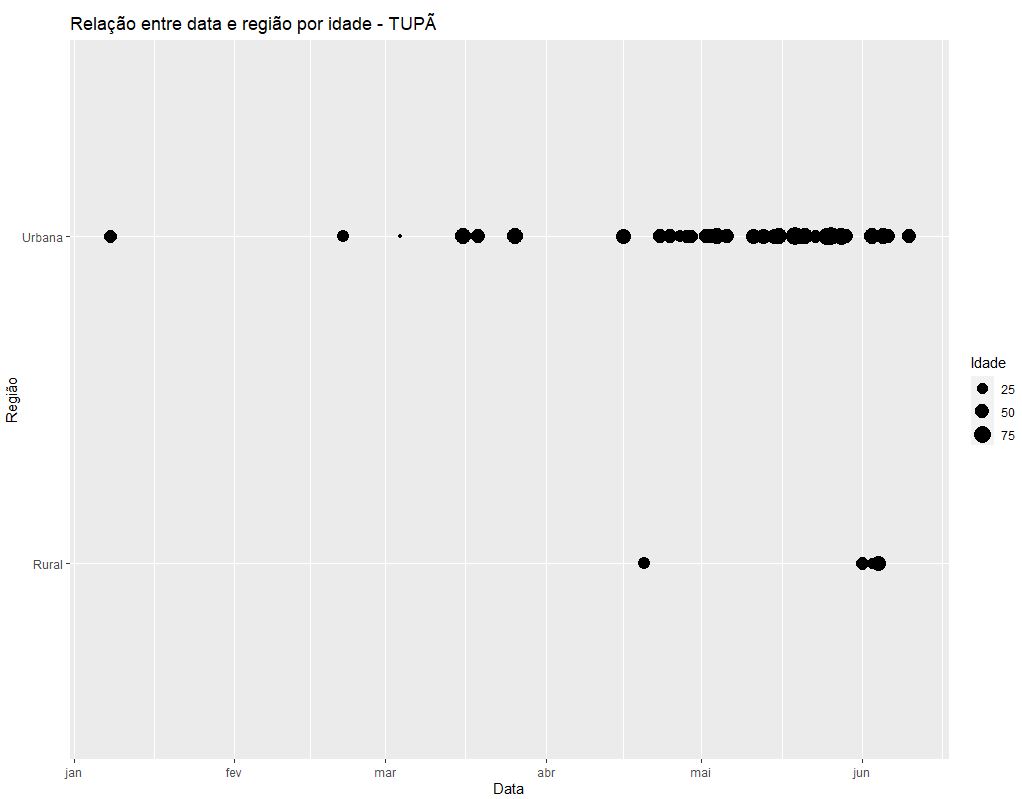 Relação entre data e região por idade - TUPÃ
Urbana
Rural
Região
jan
fev
mar
abr
mai
jun
Data
Idade
25
50
75